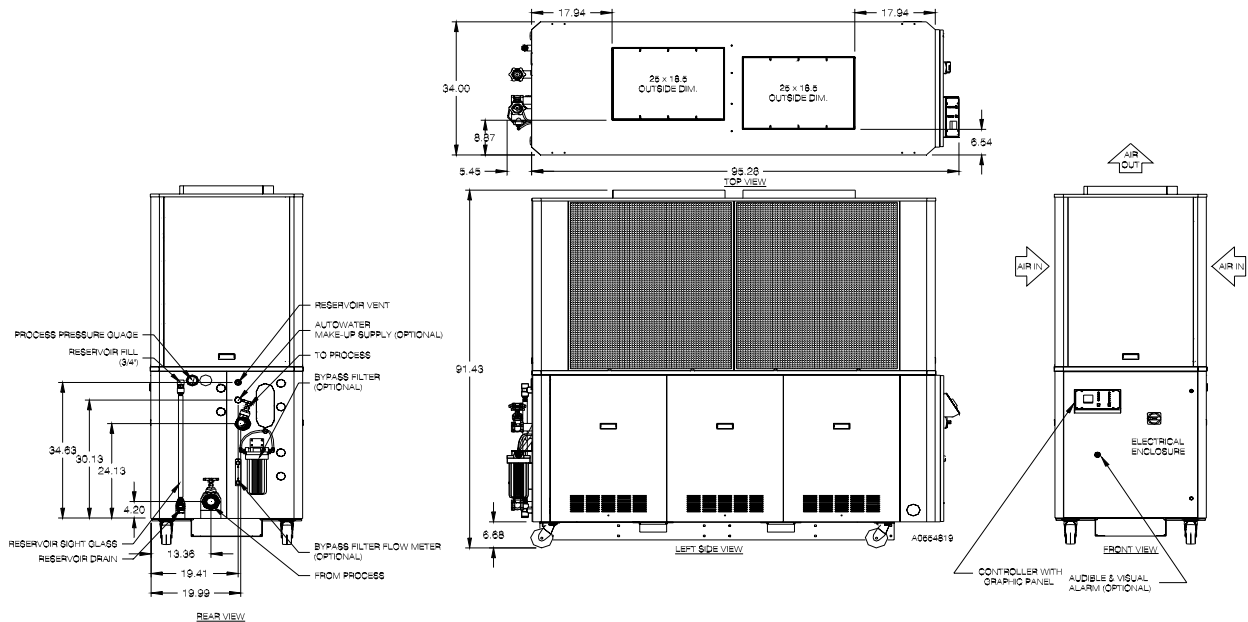 17.94
17.94
34.00
25 x 18.5
OUTSIDE DIM.
25 x 18.5
OUTSIDE DIM.
8.87
6.54
5.45
95.28
TOP VIEW
AIR
OUT
AIR IN
AIR IN
RESERVOIR VENT
AUTOWATER
MAKE-UP SUPPLY (OPTIONAL)
TO PROCESS
BYPASS FILTER
(OPTIONAL)
PROCESS PRESSURE GUAGE
RESERVOIR FILL
(3/4")
91.43
34.63
30.13
24.13
4.20
6.68
ELECTRICAL
ENCLOSURE
RESERVOIR SIGHT GLASS
RESERVOIR DRAIN
13.36
19.41
19.99
BYPASS FILTER FLOW METER
(OPTIONAL)
FROM PROCESS
REAR VIEW
LEFT SIDE VIEW
A0554819
FRONT VIEW
CONTROLLER WITH
GRAPHIC PANEL
AUDIBLE & VISUAL
ALARM (OPTIONAL)